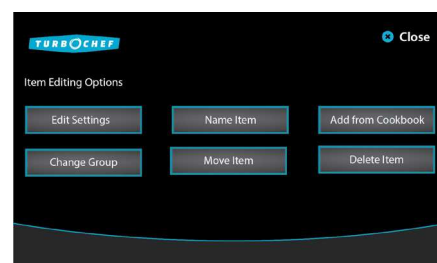 TURBOCHEF
Close
Item Editing Options
Edit Settings
Name Item
Add from Cookbook
Change Group
Move Item
Delete Item